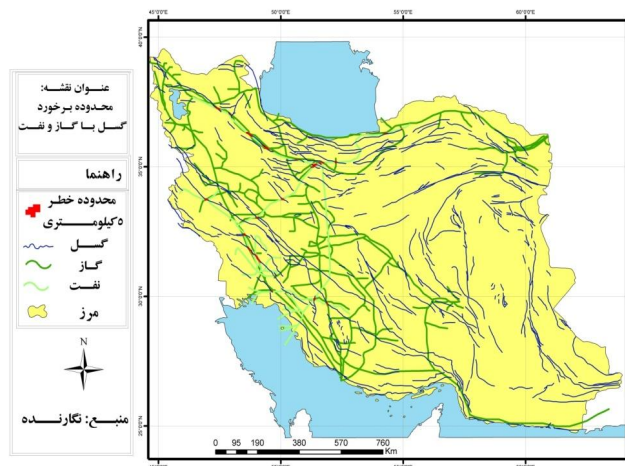 عنوان نقشه:
محدوده برخورد
گسل با گاز و نفت
راهنما
محدوده خطر
۵کیلومتری
گسل
گاز
نفت
مرز
N
منبع: نگارنده
45°0'0"E 50°0'0"E 55°0'0"E 60°0'0"E
0 95 190 380 570 760
Km